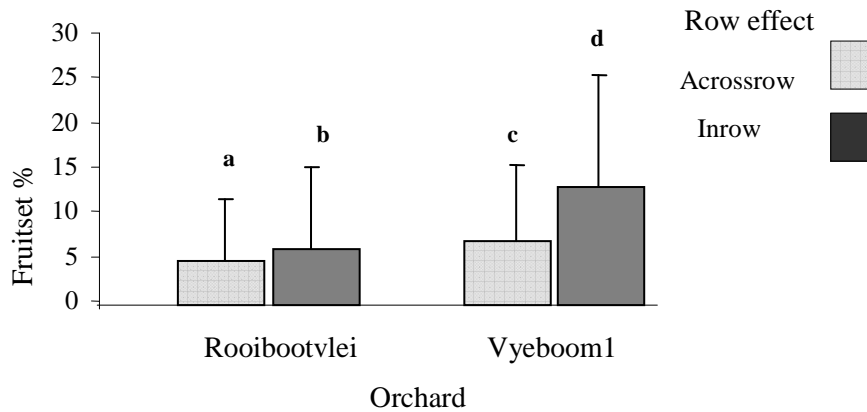 Row effect
Acrossrow
Inrow
Fruitset %
30
25
20
15
10
5
0
a
b
c
d
Rooibootvlei
Vyeboom1
Orchard